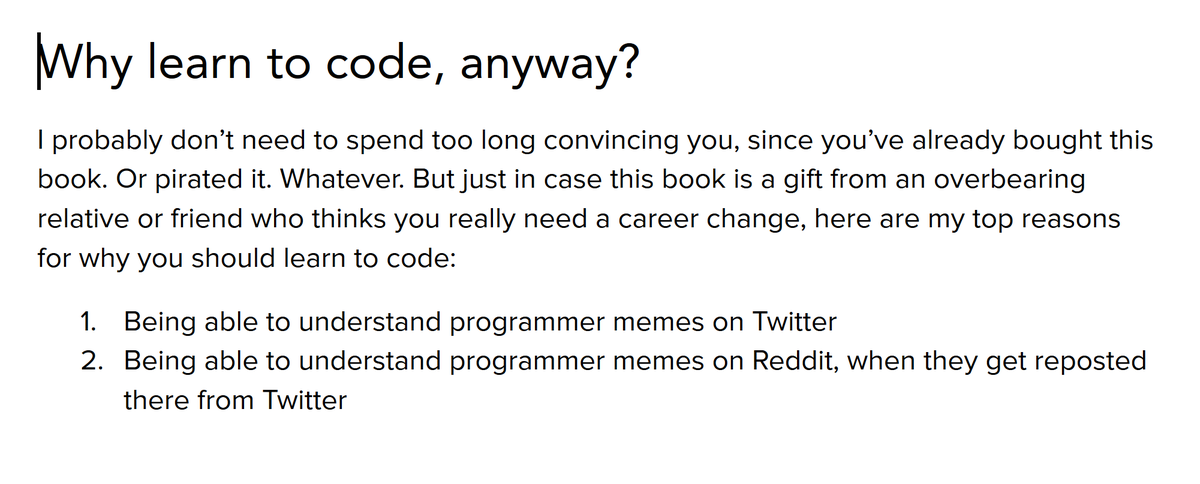 Why learn to code, anyway?
I probably don’t need to spend too long convincing you, since you’ve already bought this
book. Or pirated it. Whatever. But just in case this book is a gift from an overbearing
relative or friend who thinks you really need a career change, here are my top reasons
for why you should learn to code:
1. Being able to understand programmer memes on Twitter
2. Being able to understand programmer memes on Reddit, when they get reposted
there from Twitter